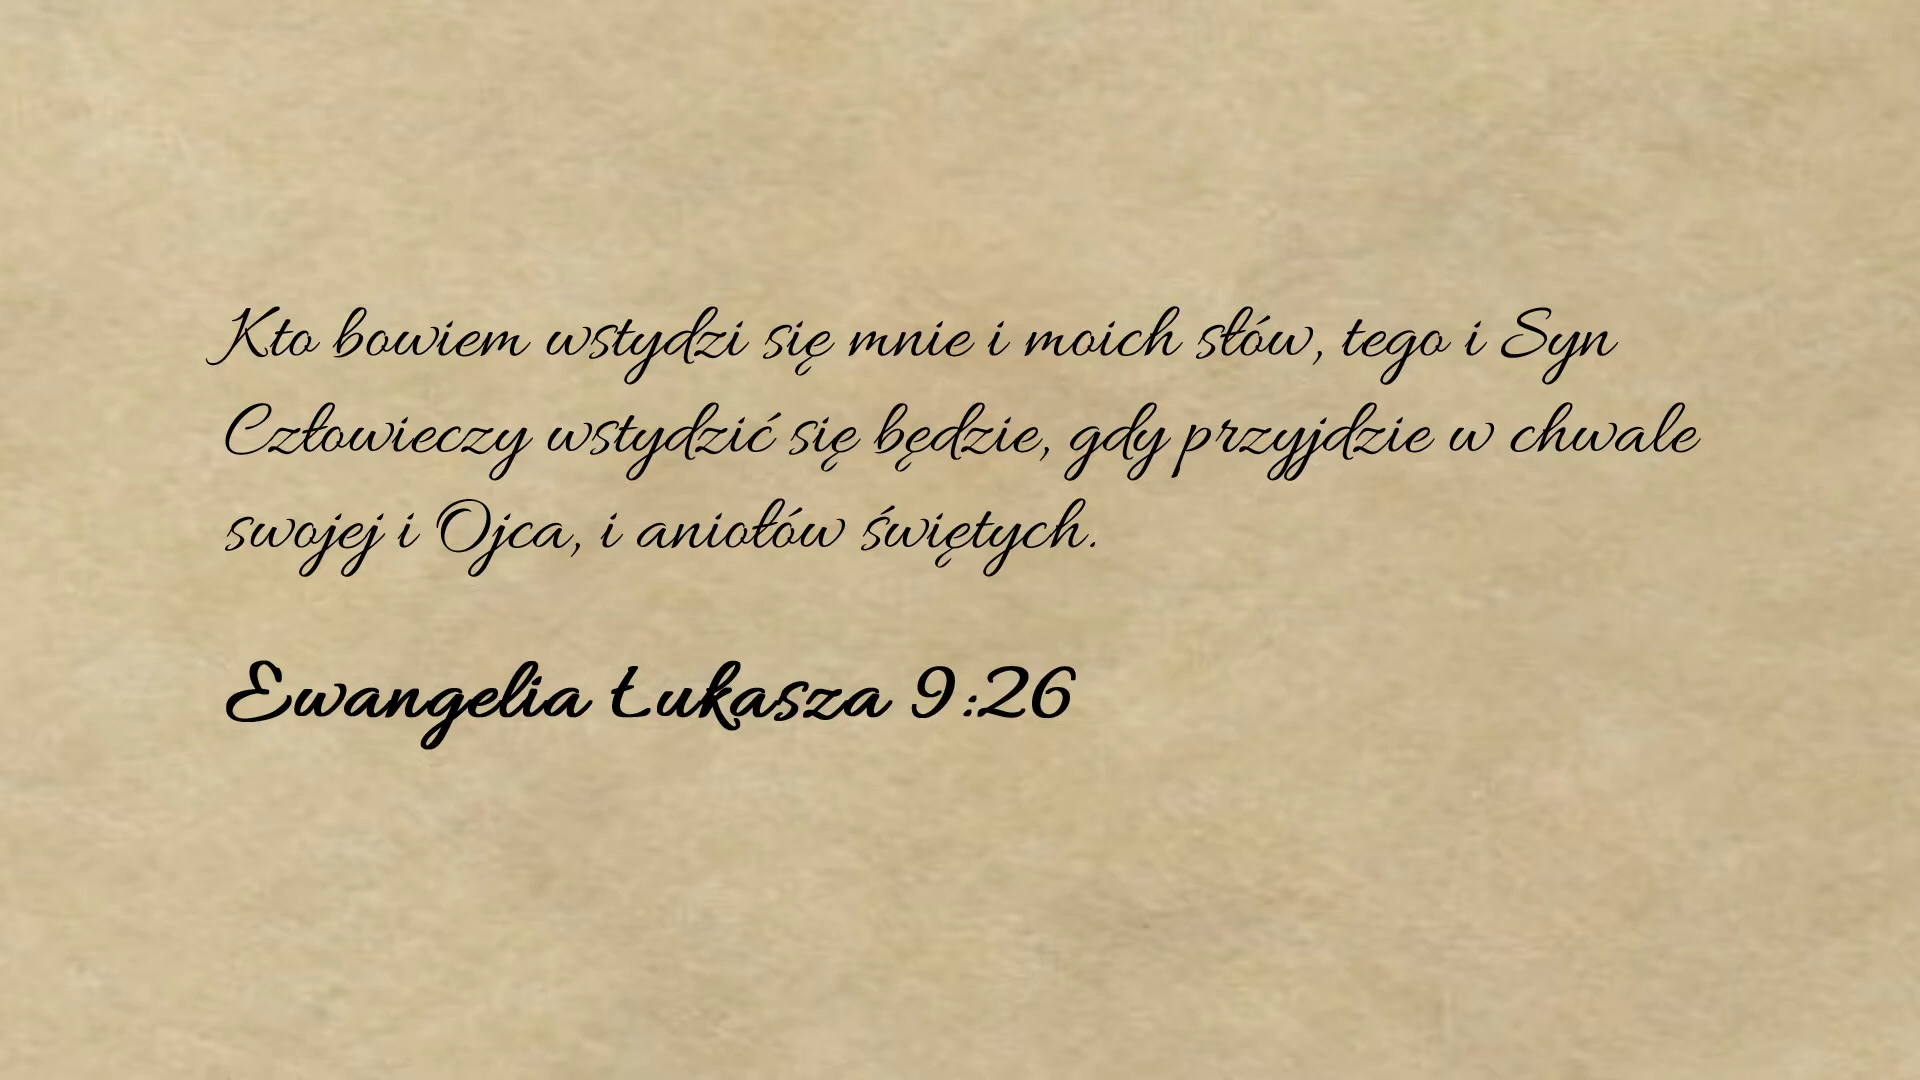 Kto bowiem wstydzi się mnie i moich słów, tego i Syn
Człowieczy wstydzić się będzie, gdy przyjdzie w chwale
swojej i Ojca, i aniołów świętych.
Ewangelia Łukasza 9:26